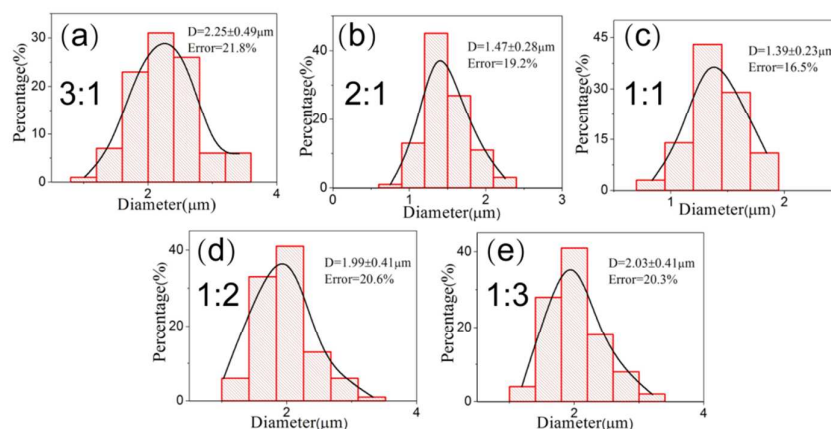 (a)
3:1
D=2.25±0.49μm
Error=21.8%
Percentage(%)
30
20
10
0
2
4
Diameter(μm)
(b)
2:1
D=1.47±0.28μm
Error=19.2%
Percentage(%)
40
20
0
0
1
2
3
Diameter(μm)
(c)
1:1
D=1.39±0.23μm
Error=16.5%
Percentage(%)
45
30
15
0
1
2
Diameter(μm)
(d)
1:2
D=1.99±0.41μm
Error=20.6%
Percentage(%)
40
20
0
2
4
Diameter(μm)
(e)
1:3
D=2.03±0.41μm
Error=20.3%
Percentage(%)
40
20
0
2
4
Diameter(μm)